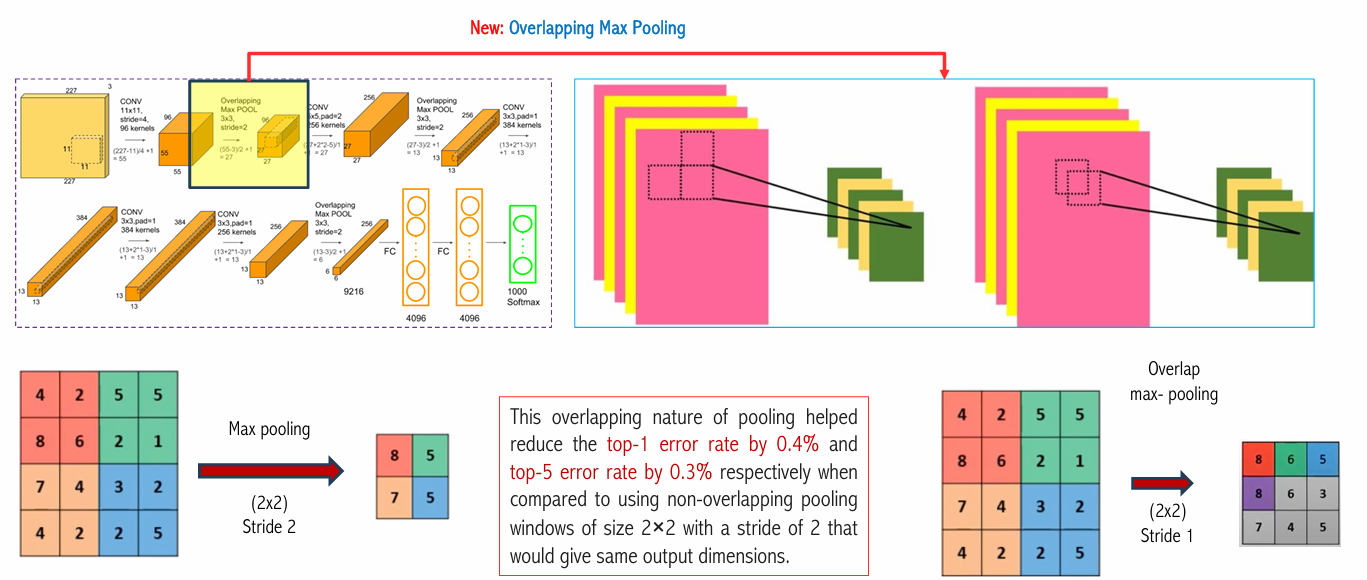 New: Overlapping Max Pooling
227
3
11
11
227
CONV
11x11,
stride=4,
96 kernels
(227-11)/4 +1
= 55
96
55
55
Overlapping
Max POOL
3x3,
stride=2
(55-3)/2 +1
= 27
96
27
27
CONV
5x5,pad=2
256 kernels
(27+2*2-5)/1
+1 = 27
256
27
27
Overlapping
Max POOL
3x3,
stride=2
(27-3)/2 +1
= 13
256
13
13
CONV
3x3,pad=1
384 kernels
(13+2*1-3)/1
+1 = 13
384
13
13
CONV
3x3,pad=1
384 kernels
(13+2*1-3)/1
+1 = 13
384
13
13
CONV
3x3,pad=1
256 kernels
(13+2*1-3)/1
+1 = 13
256
13
13
Overlapping
Max POOL
3x3,
stride=2
(13-3)/2 +1
= 6
256
6
6
9216
FC
4096
FC
4096
1000
Softmax
4 2 5 5
8 6 2 1
7 4 3 2
4 2 2 5
Max pooling
(2x2)
Stride 2
8 5
7 5
This overlapping nature of pooling helped
reduce the top-1 error rate by 0.4% and
top-5 error rate by 0.3% respectively when
compared to using non-overlapping pooling
windows of size 2×2 with a stride of 2 that
would give same output dimensions.
4 2 5 5
8 6 2 1
7 4 3 2
4 2 2 5
Overlap
max- pooling
(2x2)
Stride 1
8 6 5
8 6 3
7 4 5